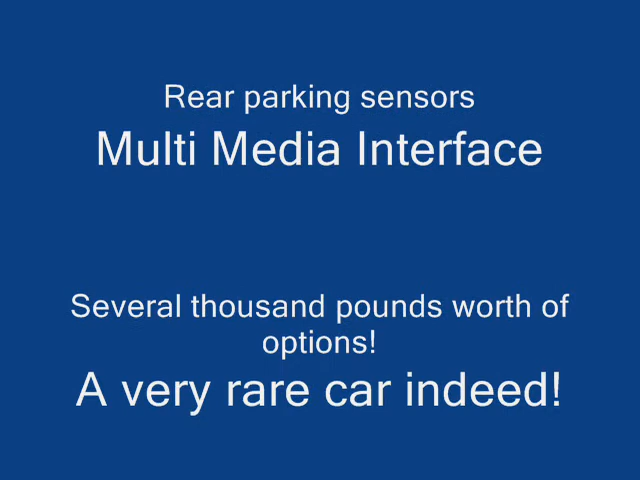 Rear parking sensors
Multi Media Interface
Several thousand pounds worth of
options!
A very rare car indeed!